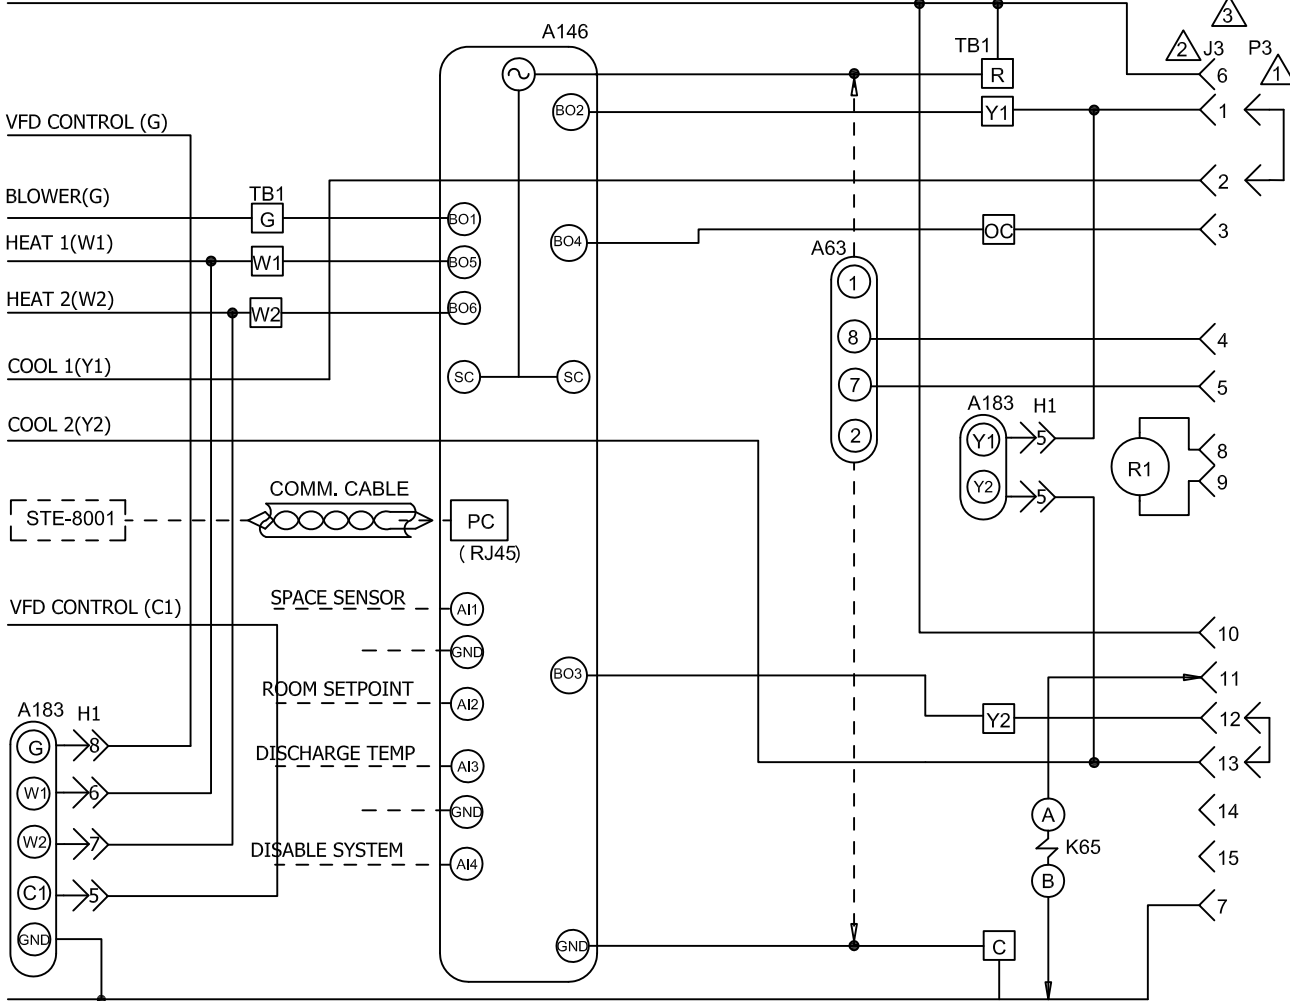 A146
3
TB1
2
J3
P3
1
R
6
BO2
Y1
1
VFD CONTROL (G)
2
BLOWER(G)
TB1
G
BO1
OC
3
HEAT 1(W1)
W1
BO5
BO4
A63
1
HEAT 2(W2)
W2
BO6
8
4
COOL 1(Y1)
SC
SC
7
5
A183
H1
COOL 2(Y2)
2
Y1
5
8
R1
9
Y2
5
COMM. CABLE
STE-8001
PC
(RJ45)
VFD CONTROL (C1)
SPACE SENSOR
AI1
10
GND
BO3
11
ROOM SETPOINT
AI2
A183
H1
Y2
12
G
8
DISCHARGE TEMP
AI3
13
W1
6
GND
A
14
W2
7
DISABLE SYSTEM
AI4
K65
15
C1
5
B
7
GND
GND
C